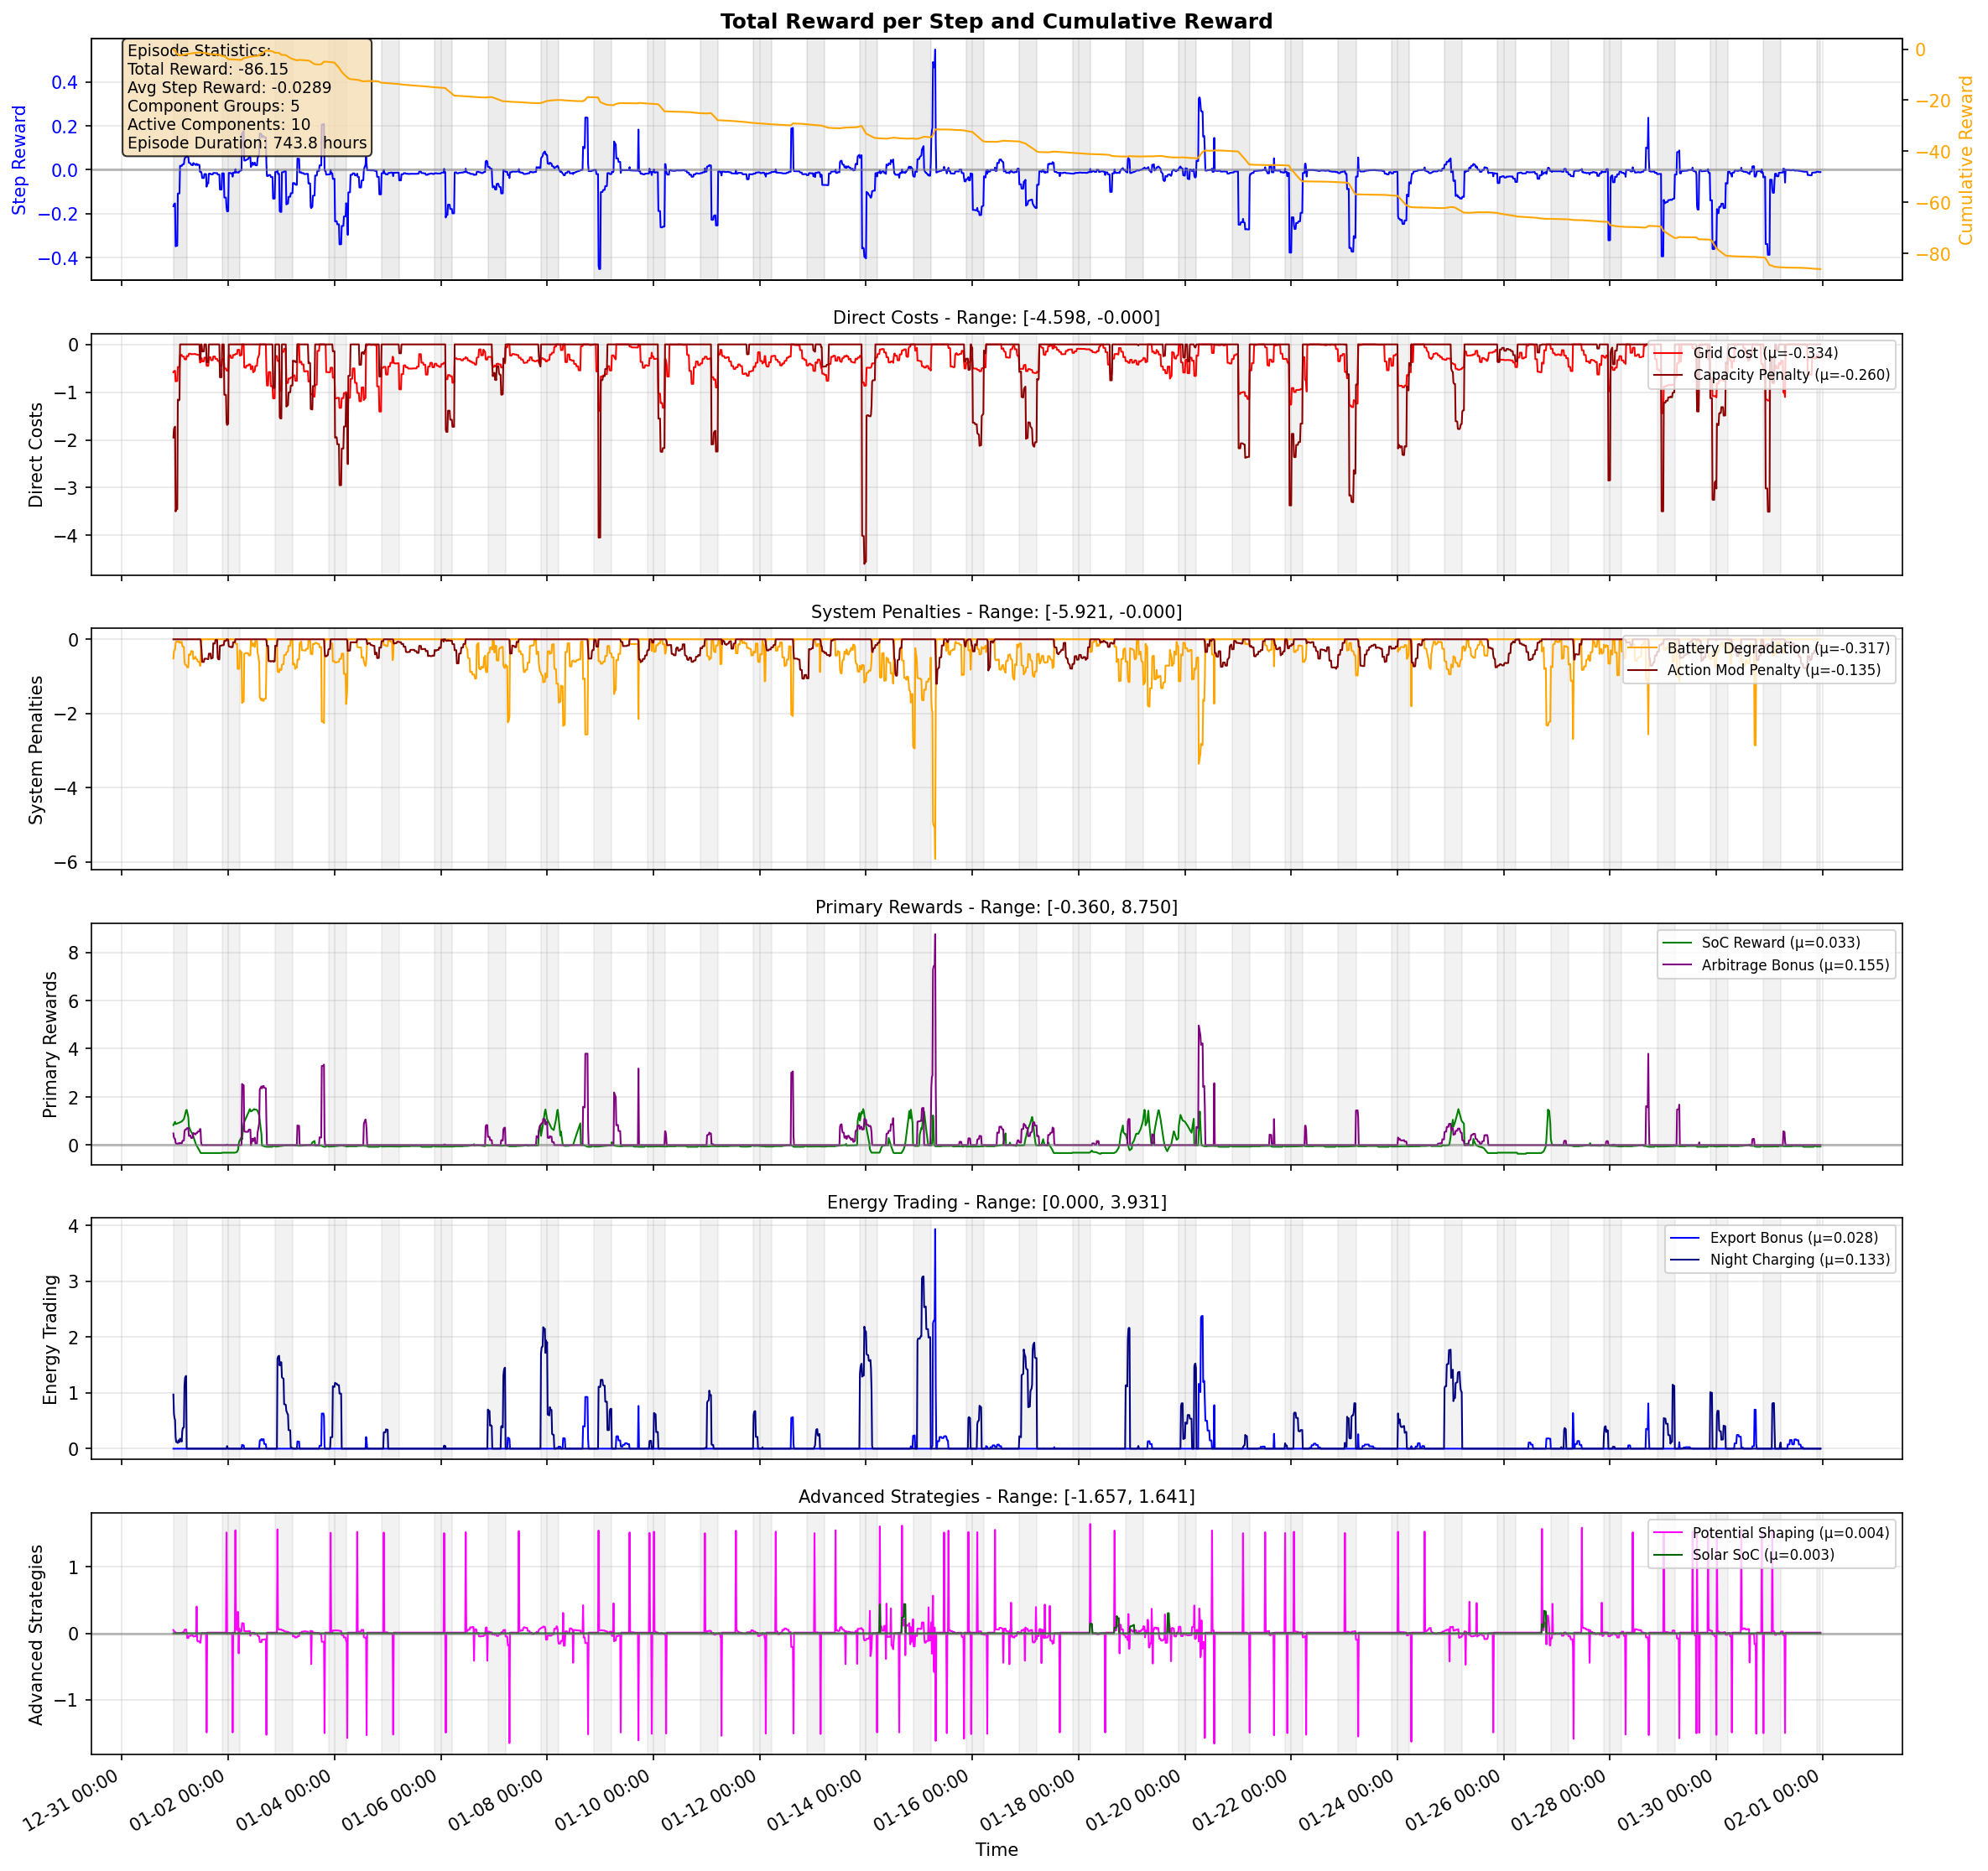 Total Reward per Step and Cumulative Reward
Episode Statistics:
Total Reward: -86.15
Avg Step Reward: -0.0289
Component Groups: 5
Active Components: 10
Episode Duration: 743.8 hours
Step Reward
0.4
0.2
0.0
−0.2
−0.4
Cumulative Reward
0
−20
−40
−60
−80
Direct Costs - Range: [-4.598, -0.000]
Direct Costs
0
−1
−2
−3
−4
Grid Cost (μ=-0.334)
Capacity Penalty (μ=-0.260)
System Penalties - Range: [-5.921, -0.000]
System Penalties
0
−2
−4
−6
Battery Degradation (μ=-0.317)
Action Mod Penalty (μ=-0.135)
Primary Rewards - Range: [-0.360, 8.750]
Primary Rewards
8
6
4
2
0
SoC Reward (μ=0.033)
Arbitrage Bonus (μ=0.155)
Energy Trading - Range: [0.000, 3.931]
Energy Trading
4
3
2
1
0
Export Bonus (μ=0.028)
Night Charging (μ=0.133)
Advanced Strategies - Range: [-1.657, 1.641]
Advanced Strategies
1
0
−1
Potential Shaping (μ=0.004)
Solar SoC (μ=0.003)
12-31 00:00
01-02 00:00
01-04 00:00
01-06 00:00
01-08 00:00
01-10 00:00
01-12 00:00
01-14 00:00
01-16 00:00
01-18 00:00
01-20 00:00
01-22 00:00
01-24 00:00
01-26 00:00
01-28 00:00
01-30 00:00
02-01 00:00
Time